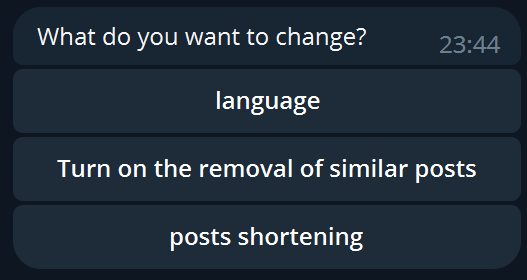 What do you want to change?
23:44
language
Turn on the removal of similar posts
posts shortening